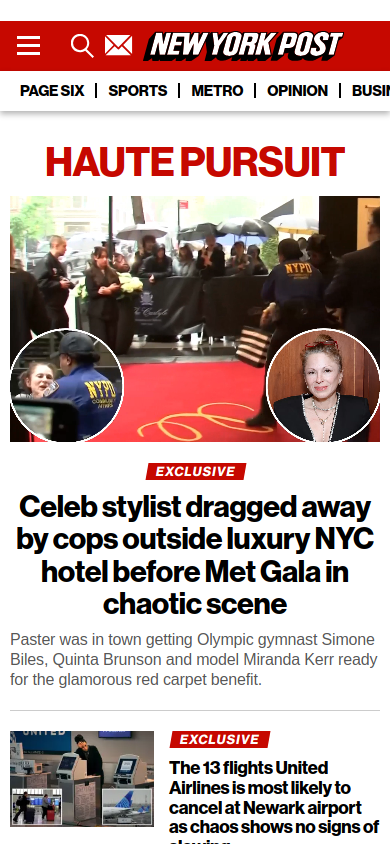 NEW YORK POST
PAGE SIX
SPORTS
METRO
OPINION
BUSI
HAUTE PURSUIT
NYPD
The Carlyle
NYPD
EXCLUSIVE
Celeb stylist dragged away
by cops outside luxury NYC
hotel before Met Gala in
chaotic scene
Paster was in town getting Olympic gymnast Simone
Biles, Quinta Brunson and model Miranda Kerr ready
for the glamorous red carpet benefit.
UNITED
EXCLUSIVE
The 13 flights United
Airlines is most likely to
cancel at Newark airport
as chaos shows no signs of
slowing